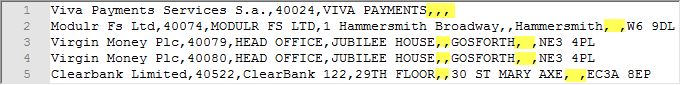 1 Viva Payments Services S.a.,40024,VIVA PAYMENTS,,,
2 Modulr Fs Ltd,40074,MODULR FS LTD,1 Hammersmith Broadway,,Hammersmith, ,W6 9DL
3 Virgin Money Plc,40079,HEAD OFFICE,JUBILEE HOUSE,,GOSFORTH, ,NE3 4PL
4 Virgin Money Plc,40080,HEAD OFFICE,JUBILEE HOUSE,,GOSFORTH, ,NE3 4PL
5 Clearbank Limited,40522,ClearBank 122,29TH FLOOR,,30 ST MARY AXE, ,EC3A 8EP